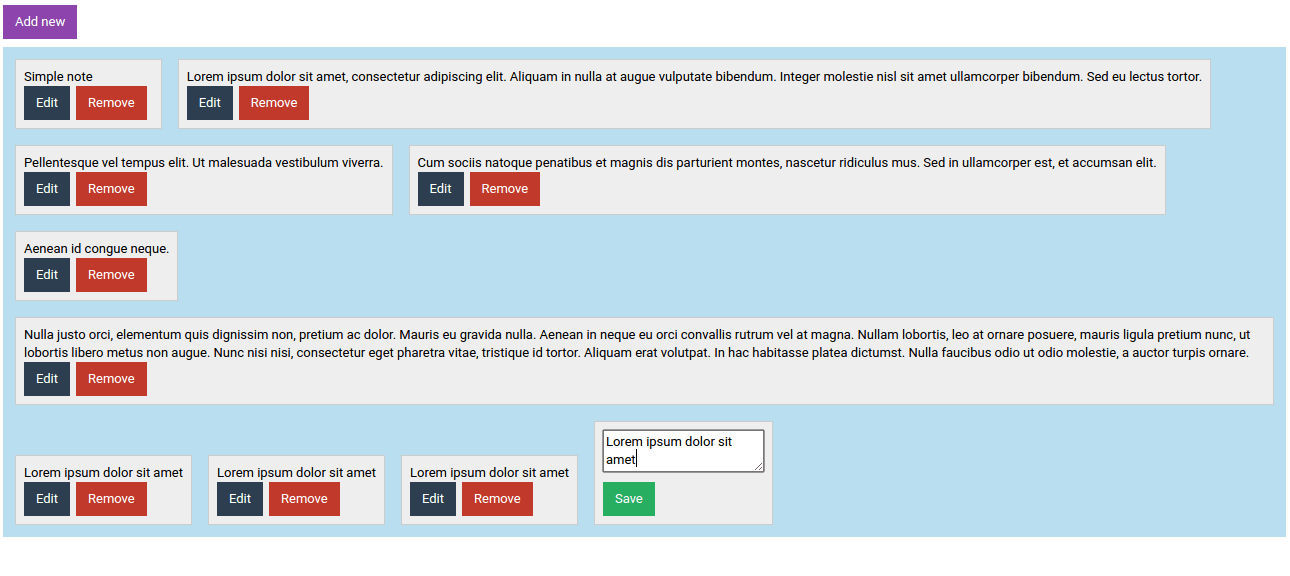 Add new
Simple note
Edit Remove
Lorem ipsum dolor sit amet, consectetur adipiscing elit. Aliquam in nulla at augue vulputate bibendum. Integer molestie nisl sit amet ullamcorper bibendum. Sed eu lectus tortor.
Edit Remove
Pellentesque vel tempus elit. Ut malesuada vestibulum viverra.
Edit Remove
Cum sociis natoque penatibus et magnis dis parturient montes, nascetur ridiculus mus. Sed in ullamcorper est, et accumsan elit.
Edit Remove
Aenean id congue neque.
Edit Remove
Nulla justo orci, elementum quis dignissim non, pretium ac dolor. Mauris eu gravida nulla. Aenean in neque eu orci convallis rutrum vel at magna. Nullam lobortis, leo at ornare posuere, mauris ligula pretium nunc, ut
lobortis libero metus non augue. Nunc nisi nisi, consectetur eget pharetra vitae, tristique id tortor. Aliquam erat volutpat. In hac habitasse platea dictumst. Nulla faucibus odio ut odio molestie, a auctor turpis ornare.
Edit Remove
Lorem ipsum dolor sit amet
Edit Remove
Lorem ipsum dolor sit amet
Edit Remove
Lorem ipsum dolor sit amet
Edit Remove
Lorem ipsum dolor sit
amet
Save